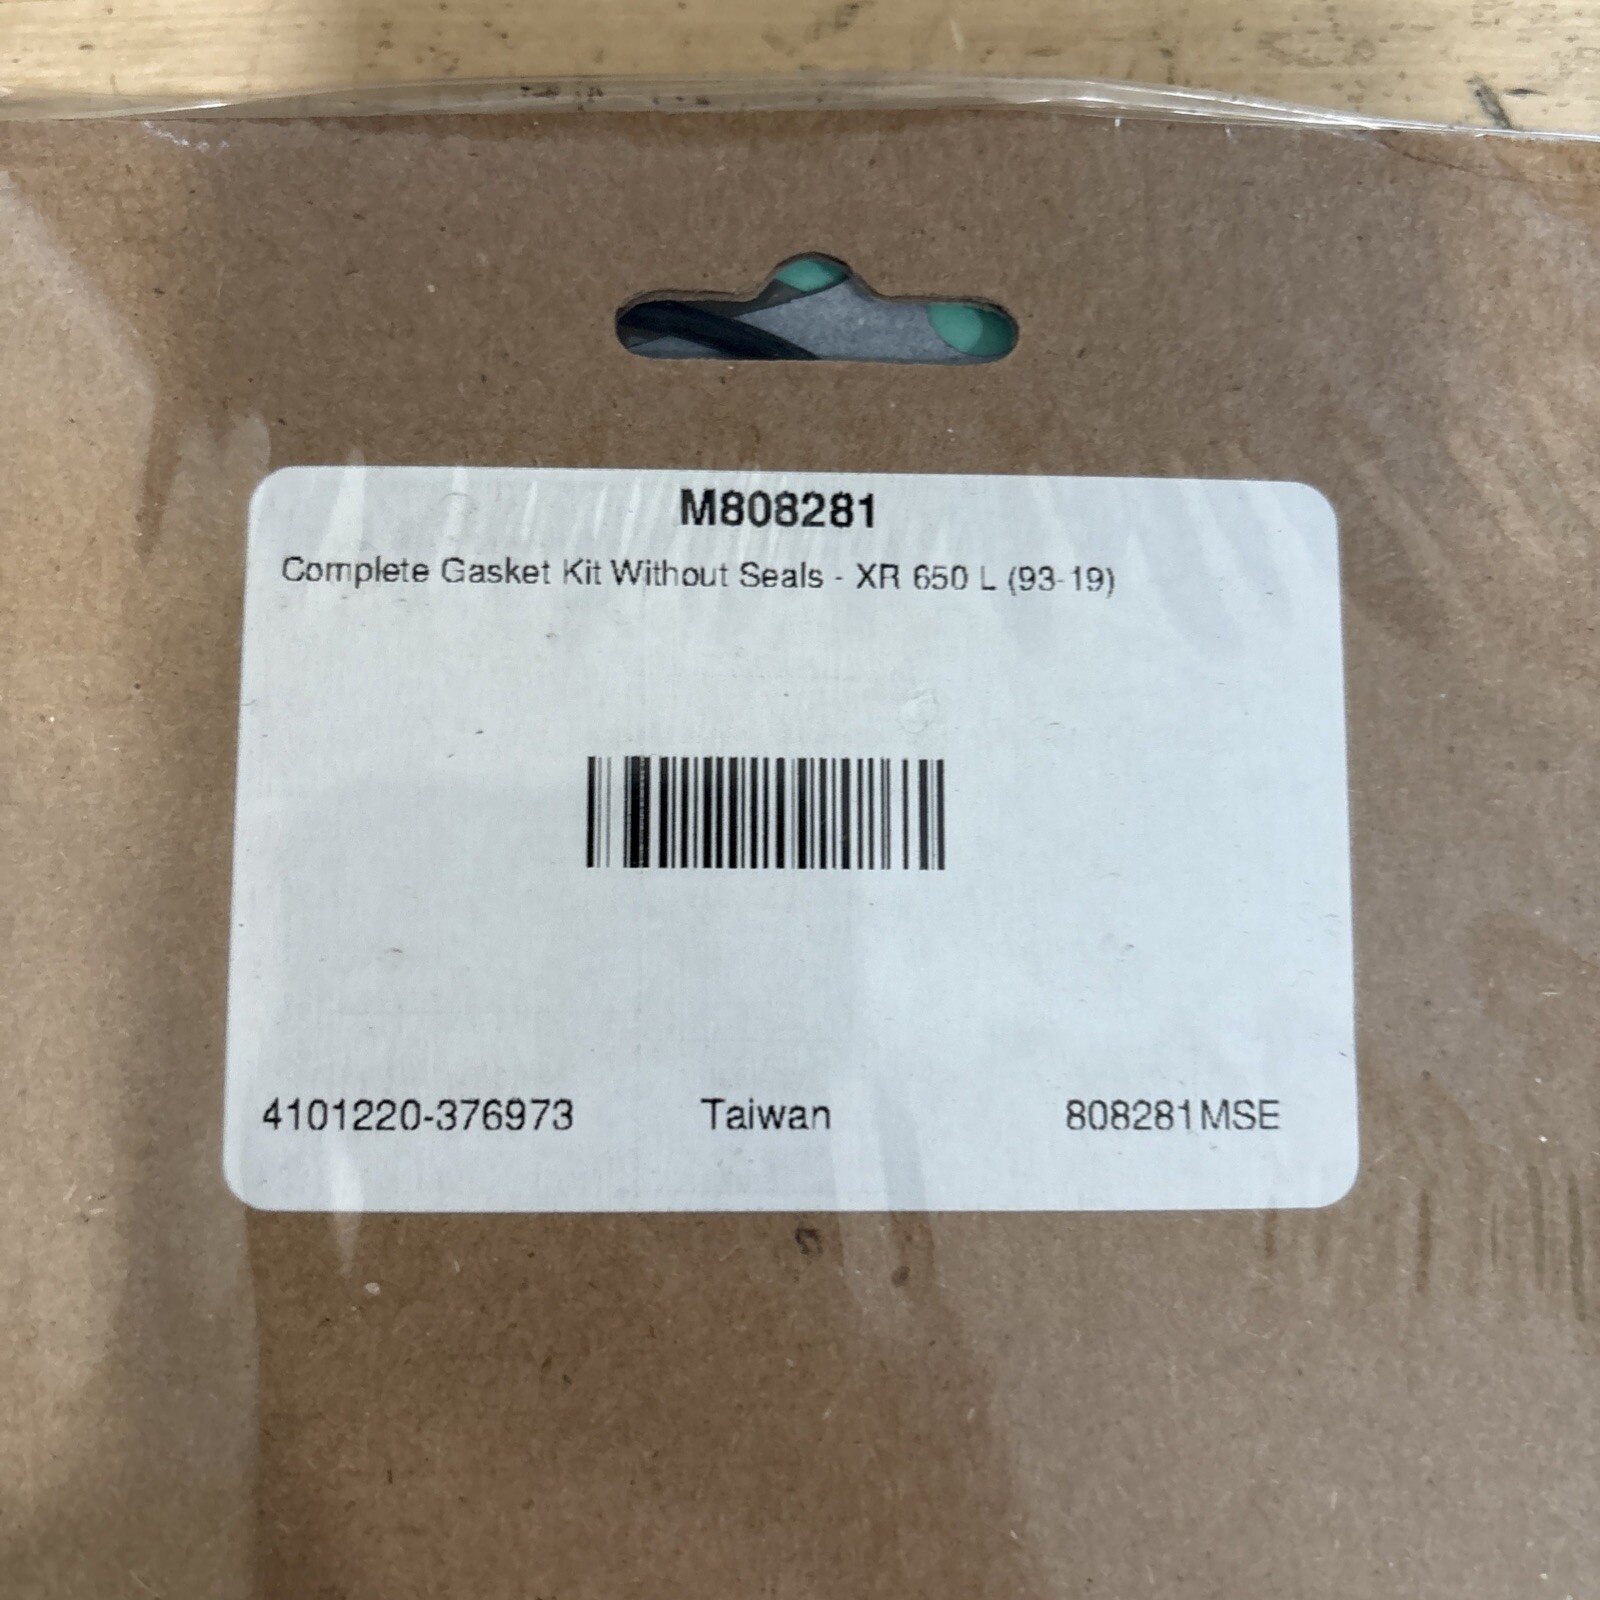 M808281
Complete Gasket Kit Without Seals - XR 650 L (93-19)
4101220-376973 Taiwan 808281MSE